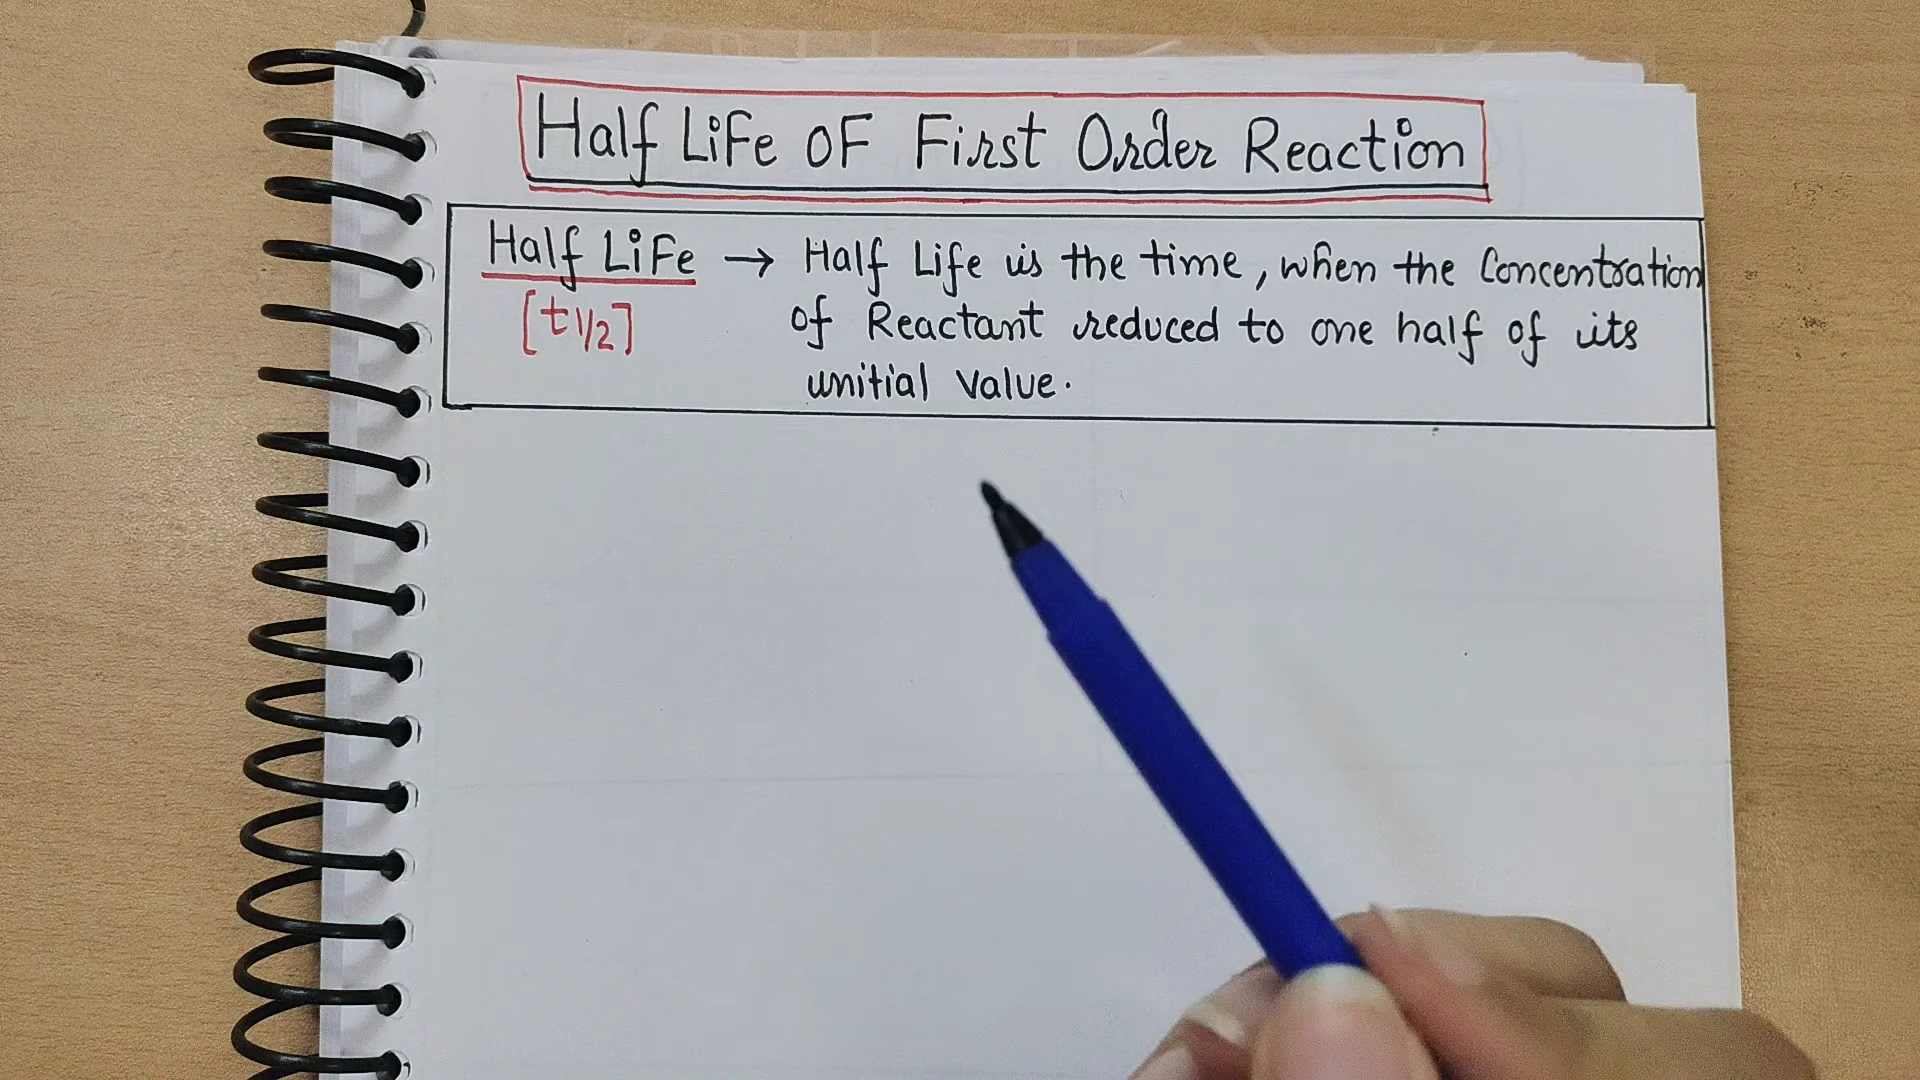 Half Life OF First Order Reaction
Half Life → Half Life is the time, when the Concentration
[t1/2] of Reactant reduced to one half of its
initial value.